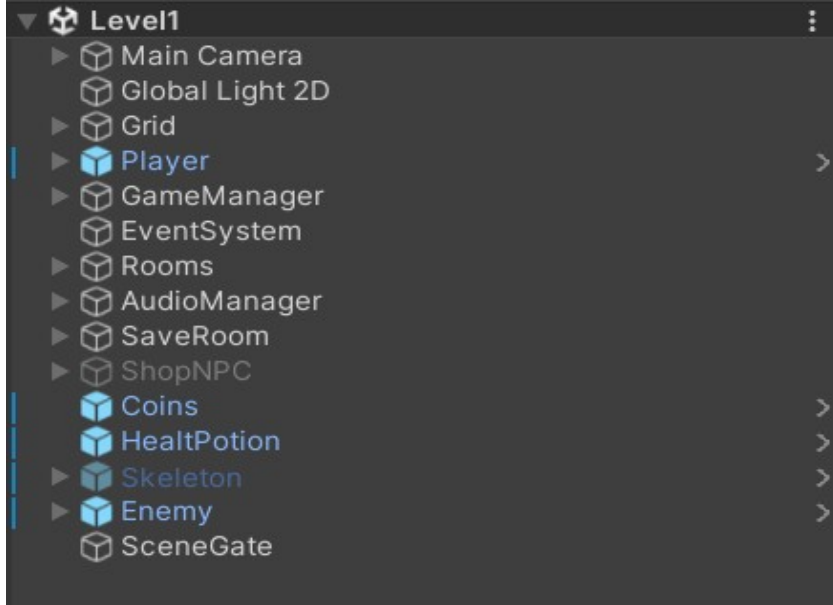 Level1
Main Camera
Global Light 2D
Grid
Player
GameManager
EventSystem
Rooms
AudioManager
SaveRoom
ShopNPC
Coins
HealtPotion
Skeleton
Enemy
SceneGate